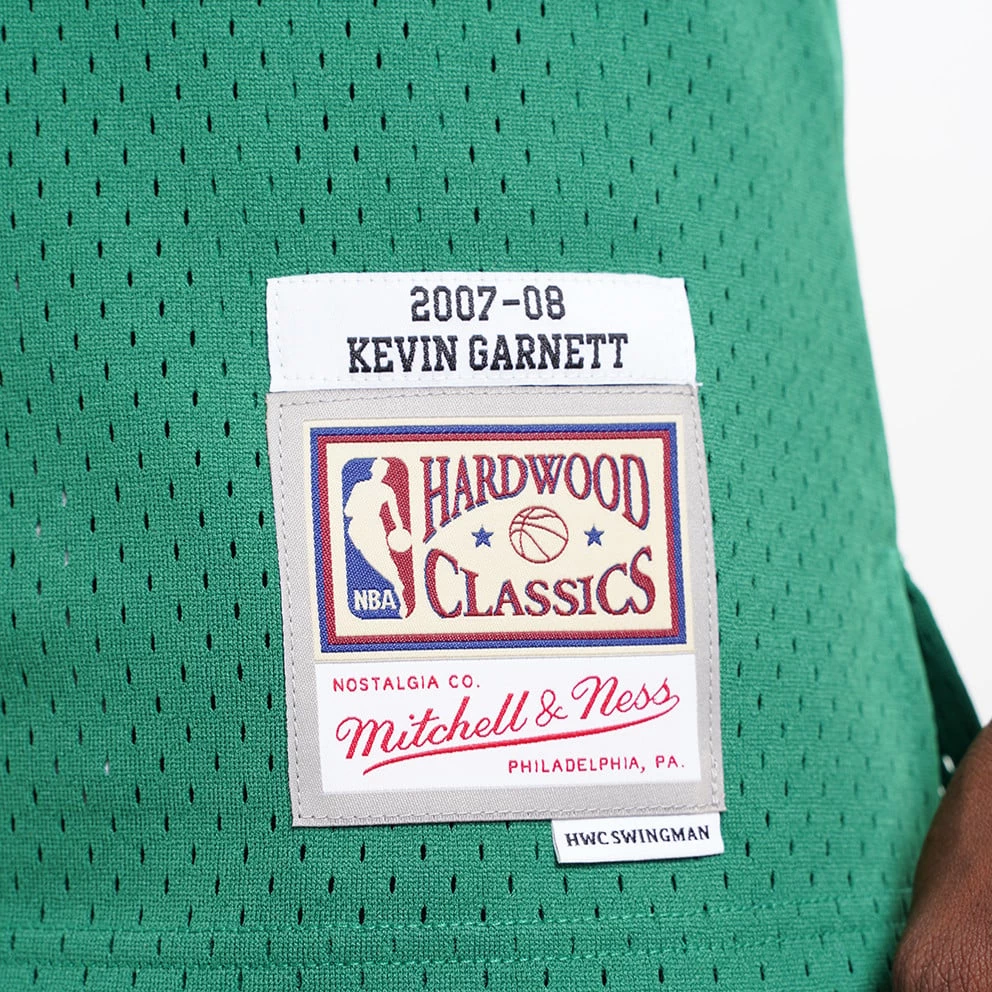 2007-08
KEVIN GARNETT
HARDWOOD
CLASSICS
NBA
NOSTALGIA CO.
Mitchell & Ness
PHILADELPHIA, PA.
HWC SWINGMAN